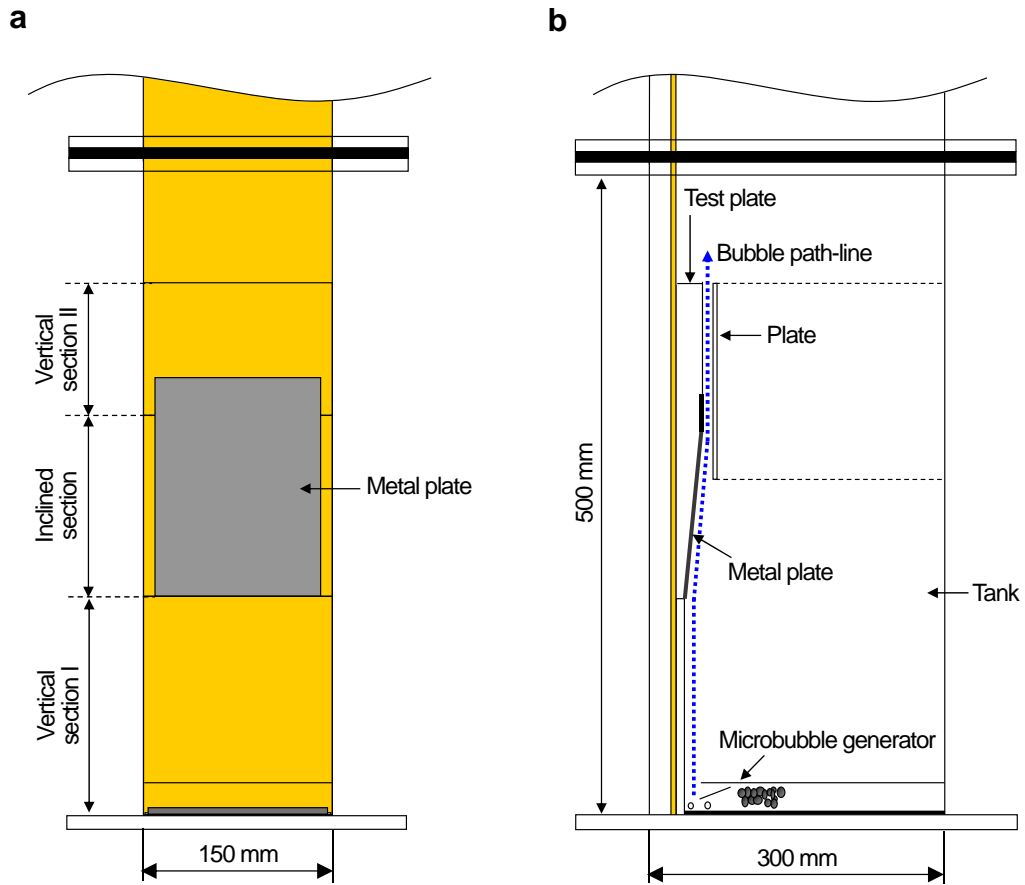 a
Vertical
section II
Inclined
section
Vertical
section I
Metal plate
150 mm
b
Test plate
Bubble path-line
Plate
500 mm
Metal plate
Tank
Microbubble generator
300 mm